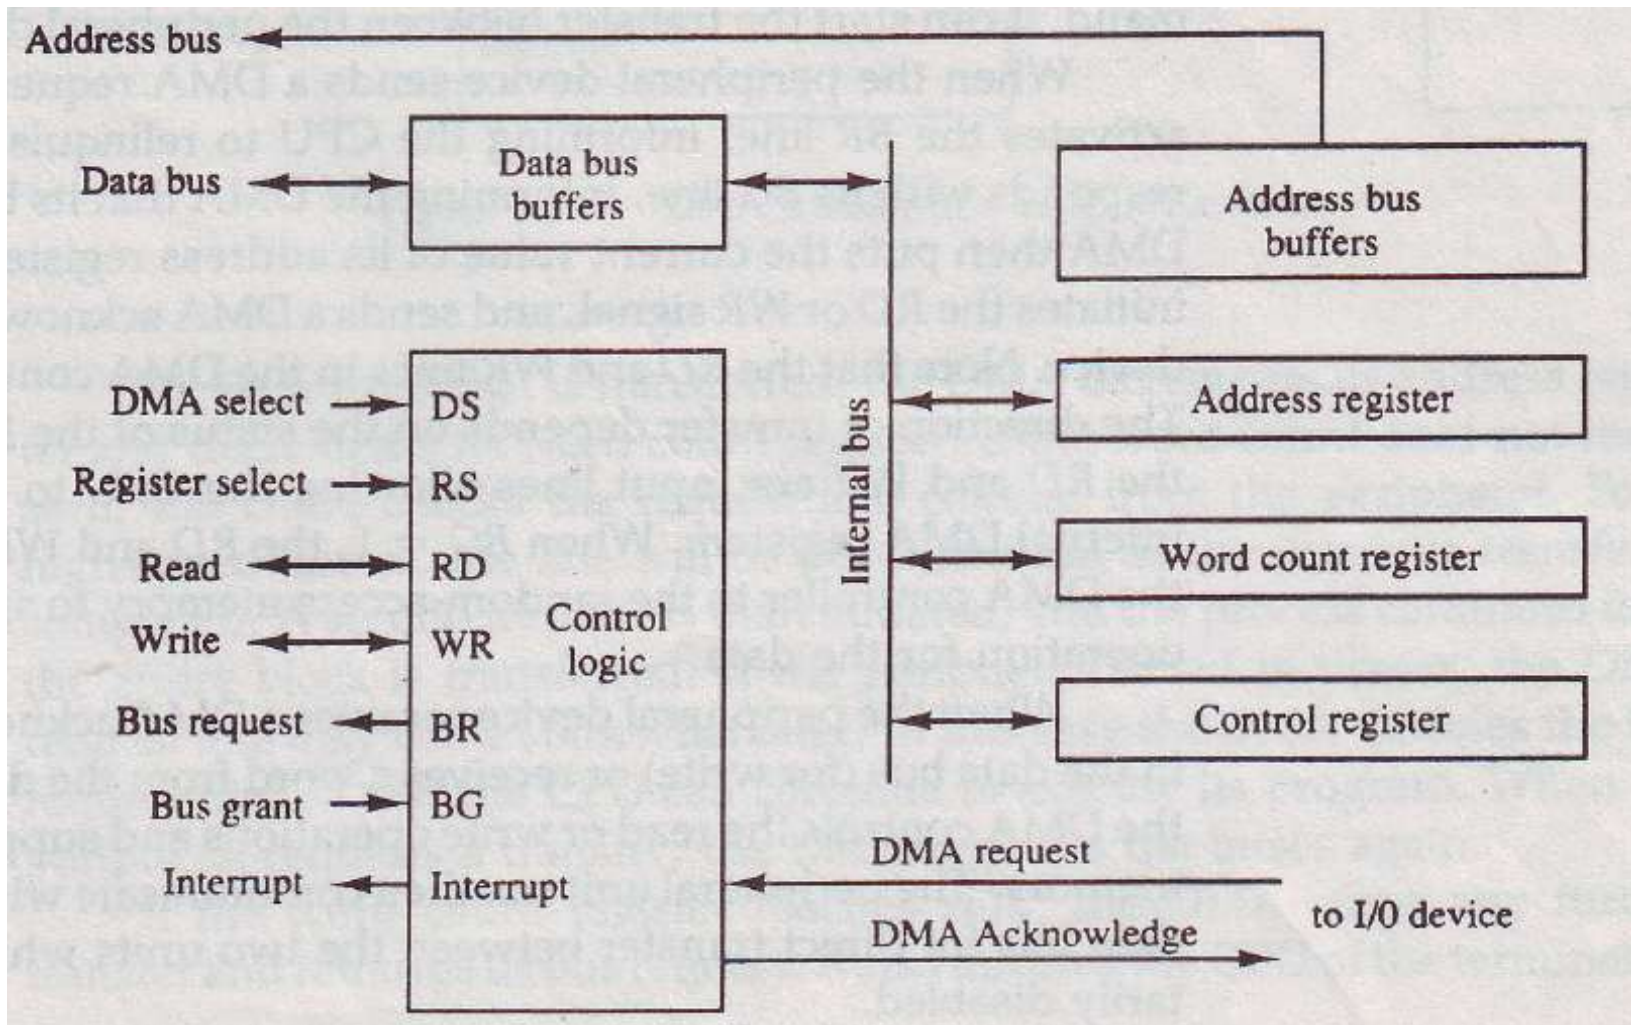 Address bus
Data bus
Data bus
buffers
Address bus
buffers
DMA select
DS
Register select
RS
Read
RD
Write
WR
Control
logic
Bus request
BR
Bus grant
BG
Interrupt
Interrupt
Internal bus
Address register
Word count register
Control register
DMA request
DMA Acknowledge
to I/0 device